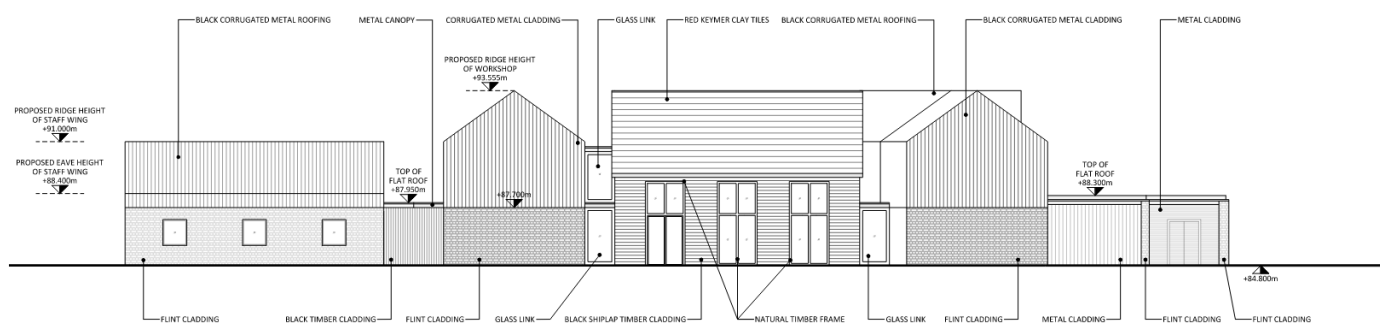 BLACK CORRUGATED METAL ROOFING
METAL CANOPY
CORRUGATED METAL CLADDING
GLASS LINK
RED KEYMER CLAY TILES
BLACK CORRUGATED METAL ROOFING
BLACK CORRUGATED METAL CLADDING
METAL CLADDING
PROPOSED RIDGE HEIGHT
OF WORKSHOP
+93.555m
PROPOSED RIDGE HEIGHT
OF STAFF WING
+91.000m
PROPOSED EAVE HEIGHT
OF STAFF WING
+88.400m
TOP OF
FLAT ROOF
+87.950m
+87.700m
TOP OF
FLAT ROOF
+88.300m
+84.800m
FLINT CLADDING
BLACK TIMBER CLADDING
FLINT CLADDING
GLASS LINK
BLACK SHIPLAP TIMBER CLADDING
NATURAL TIMBER FRAME
GLASS LINK
FLINT CLADDING
METAL CLADDING
FLINT CLADDING
FLINT CLADDING